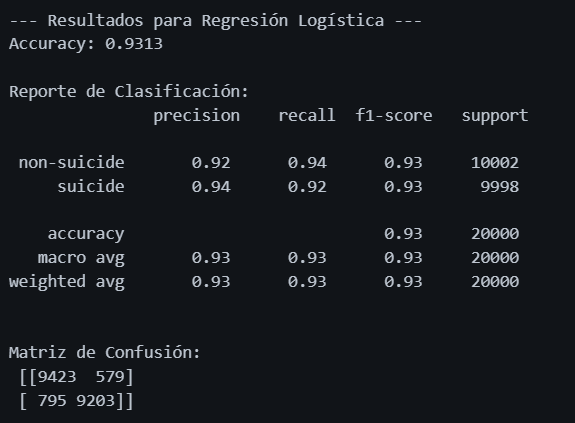 --- Resultados para Regresión Logística ---
Accuracy: 0.9313
Reporte de Clasificación:
precision recall f1-score support
non-suicide 0.92 0.94 0.93 10002
suicide 0.94 0.92 0.93 9998
accuracy 0.93 20000
macro avg 0.93 0.93 0.93 20000
weighted avg 0.93 0.93 0.93 20000
Matriz de Confusión:
[[9423 579]
[ 795 9203]]